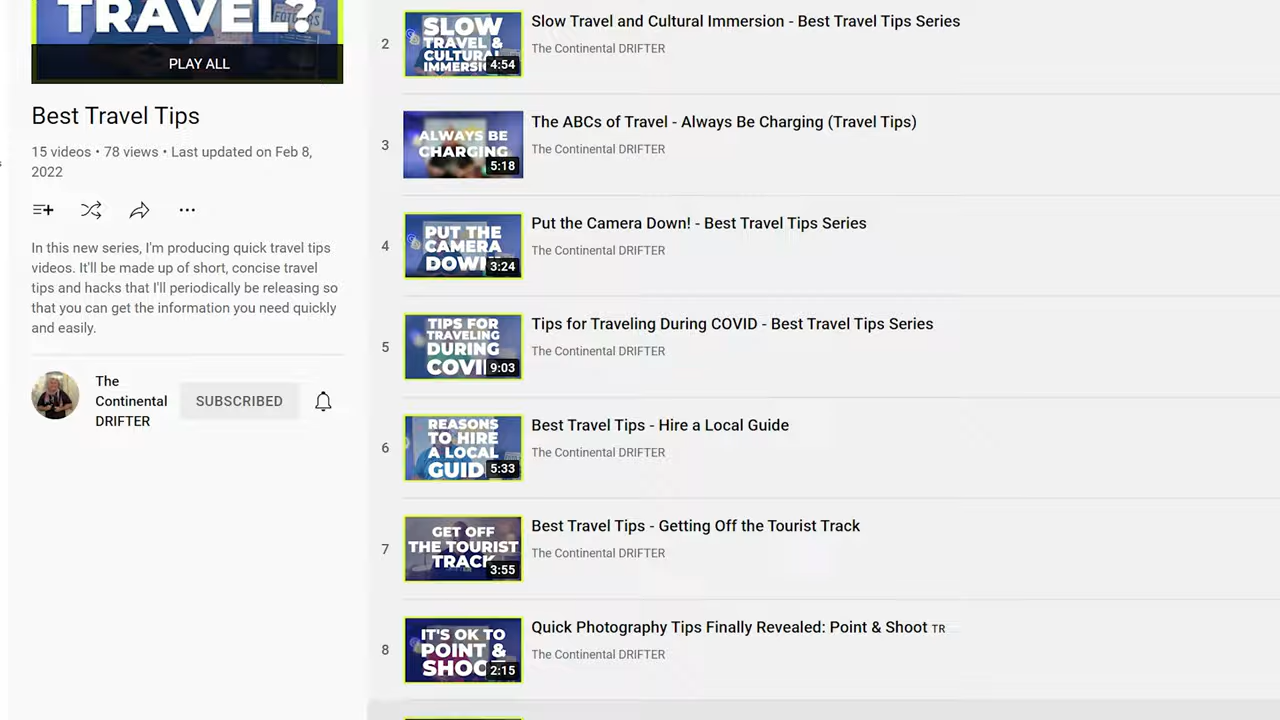 TRAVEL?
PLAY ALL
Best Travel Tips
15 videos • 78 views • Last updated on Feb 8,
2022
In this new series, I'm producing quick travel tips
videos. It'll be made up of short, concise travel
tips and hacks that I'll periodically be releasing so
that you can get the information you need quickly
and easily.
The
Continental
DRIFTER
SUBSCRIBED
2
SLOW
TRAVEL &
CULTURAL
IMMERSI
4:54
Slow Travel and Cultural Immersion - Best Travel Tips Series
The Continental DRIFTER
3
ALWAYS BE
CHARGING
5:18
The ABCs of Travel - Always Be Charging (Travel Tips)
The Continental DRIFTER
4
PUT THE
CAMERA
DOWN
3:24
Put the Camera Down! - Best Travel Tips Series
The Continental DRIFTER
5
TIPS FOR
TRAVELING
DURING
COVI
9:03
Tips for Traveling During COVID - Best Travel Tips Series
The Continental DRIFTER
6
REASONS
TO HIRE
A LOCAL
GUID
5:33
Best Travel Tips - Hire a Local Guide
The Continental DRIFTER
7
GET OFF
THE TOURIST
TRACK
3:55
Best Travel Tips - Getting Off the Tourist Track
The Continental DRIFTER
8
IT'S OK TO
POINT &
SHOO
2:15
Quick Photography Tips Finally Revealed: Point & Shoot TR
The Continental DRIFTER